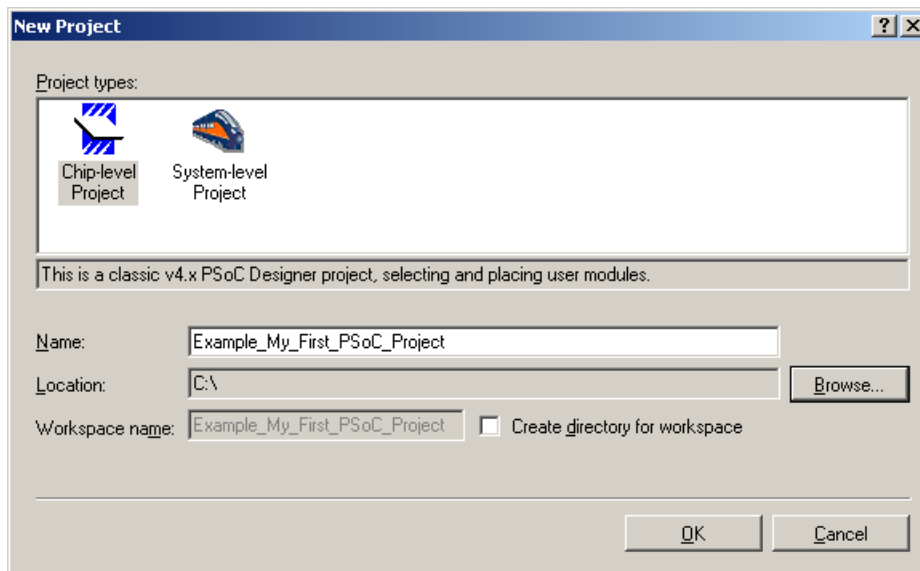 New Project
Project types:
Chip-level
Project
System-level
Project
This is a classic v4.x PSoC Designer project, selecting and placing user modules.
Name:
Example_My_First_PSoC_Project
Location:
C:\
Browse...
Workspace name:
Example_My_First_PSoC_Project
Create directory for workspace
OK
Cancel